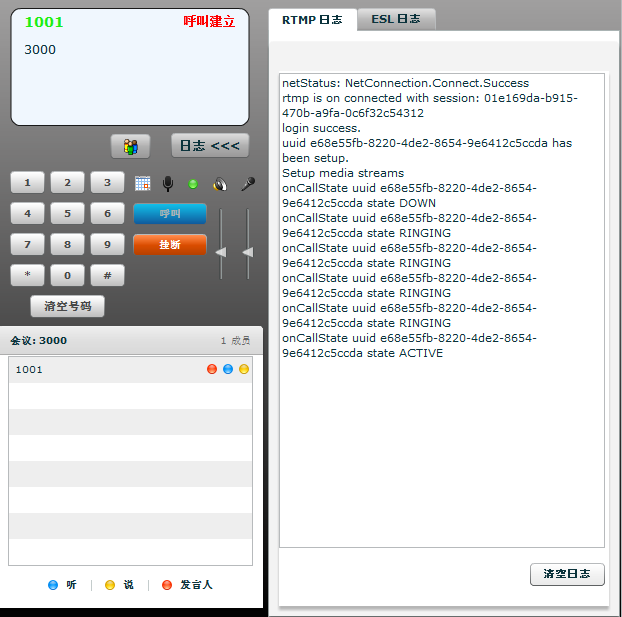 1001 呼叫建立
3000
日志 <<<
1 2 3
4 5 6 呼叫
7 8 9 挂断
* 0 #
清空号码
会议: 3000 1 成员
1001
听 说 发言人
RTMP 日志 ESL 日志
netStatus: NetConnection.Connect.Success
rtmp is on connected with session: 01e169da-b915-
470b-a9fa-0c6f32c54312
login success.
uuid e68e55fb-8220-4de2-8654-9e6412c5ccda has
been setup.
Setup media streams
onCallState uuid e68e55fb-8220-4de2-8654-
9e6412c5ccda state DOWN
onCallState uuid e68e55fb-8220-4de2-8654-
9e6412c5ccda state RINGING
onCallState uuid e68e55fb-8220-4de2-8654-
9e6412c5ccda state RINGING
onCallState uuid e68e55fb-8220-4de2-8654-
9e6412c5ccda state RINGING
onCallState uuid e68e55fb-8220-4de2-8654-
9e6412c5ccda state RINGING
onCallState uuid e68e55fb-8220-4de2-8654-
9e6412c5ccda state ACTIVE
清空日志